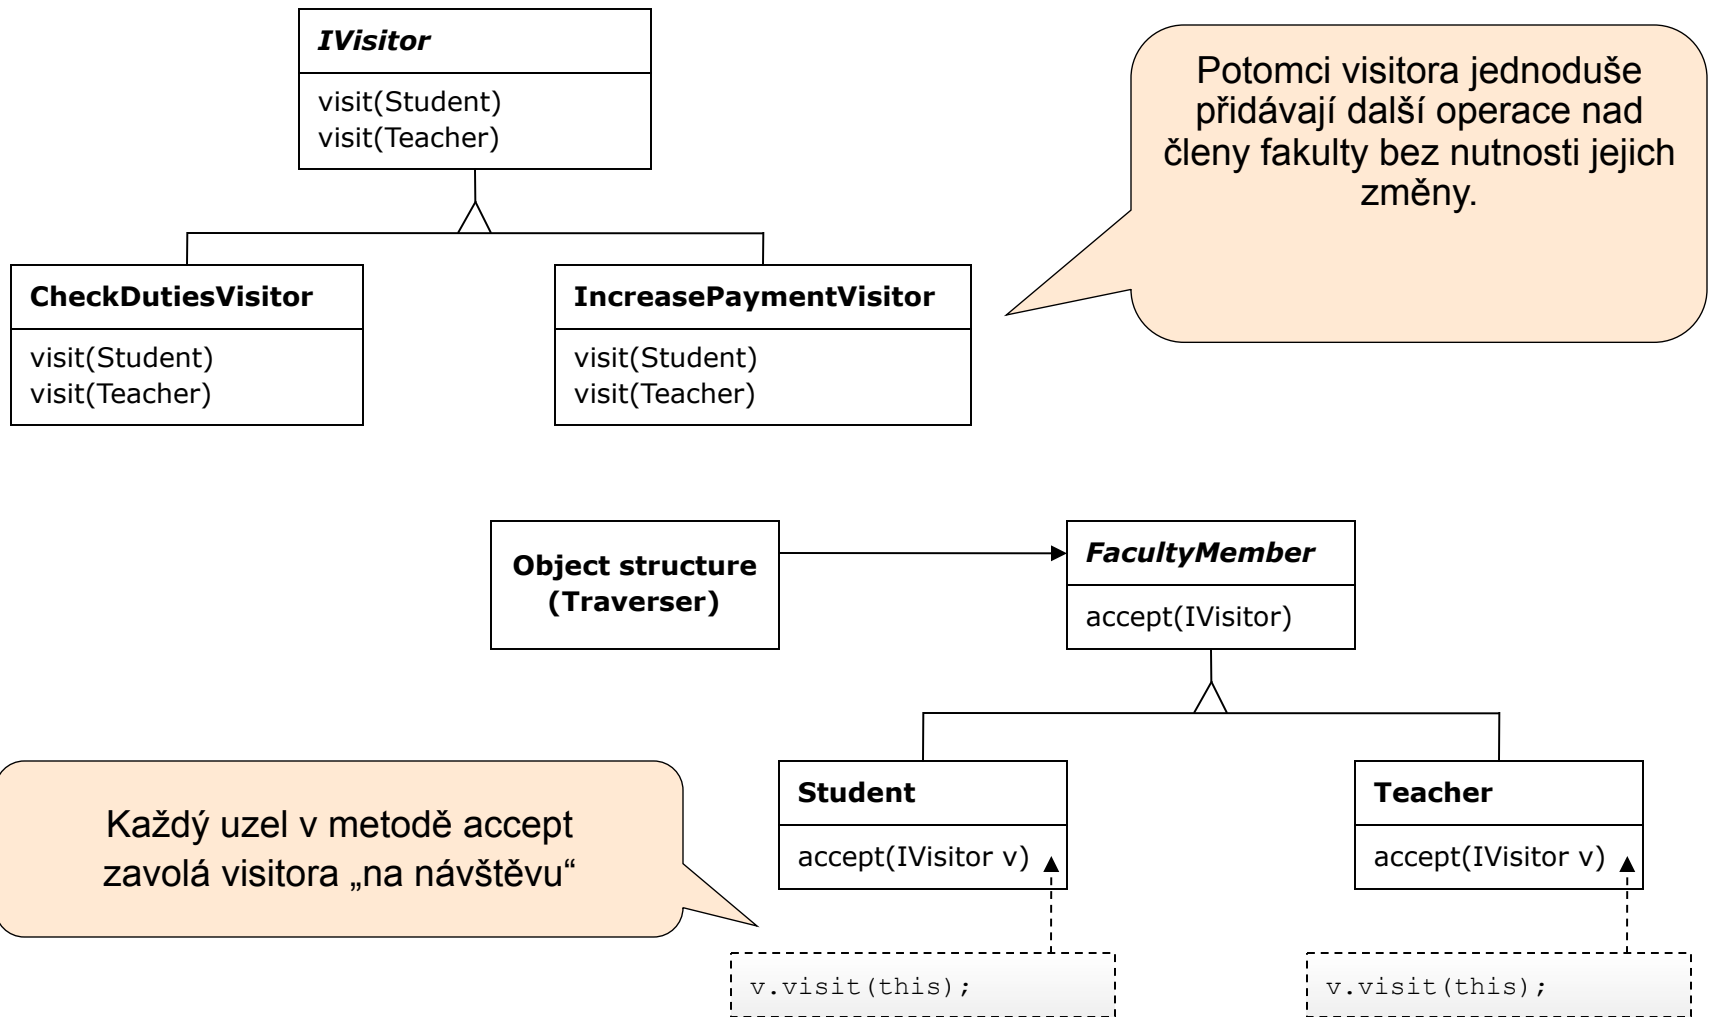 IVisitor
visit(Student)
visit(Teacher)
Potomci visitora jednoduše
přidávají další operace nad
členy fakulty bez nutnosti jejich
změny.
CheckDutiesVisitor
visit(Student)
visit(Teacher)
IncreasePaymentVisitor
visit(Student)
visit(Teacher)
Object structure
(Traverser)
FacultyMember
accept(IVisitor)
Každý uzel v metodě accept
zavolá visitora „na návštěvu“
Student
accept(IVisitor v)
Teacher
accept(IVisitor v)
v.visit(this);
v.visit(this);